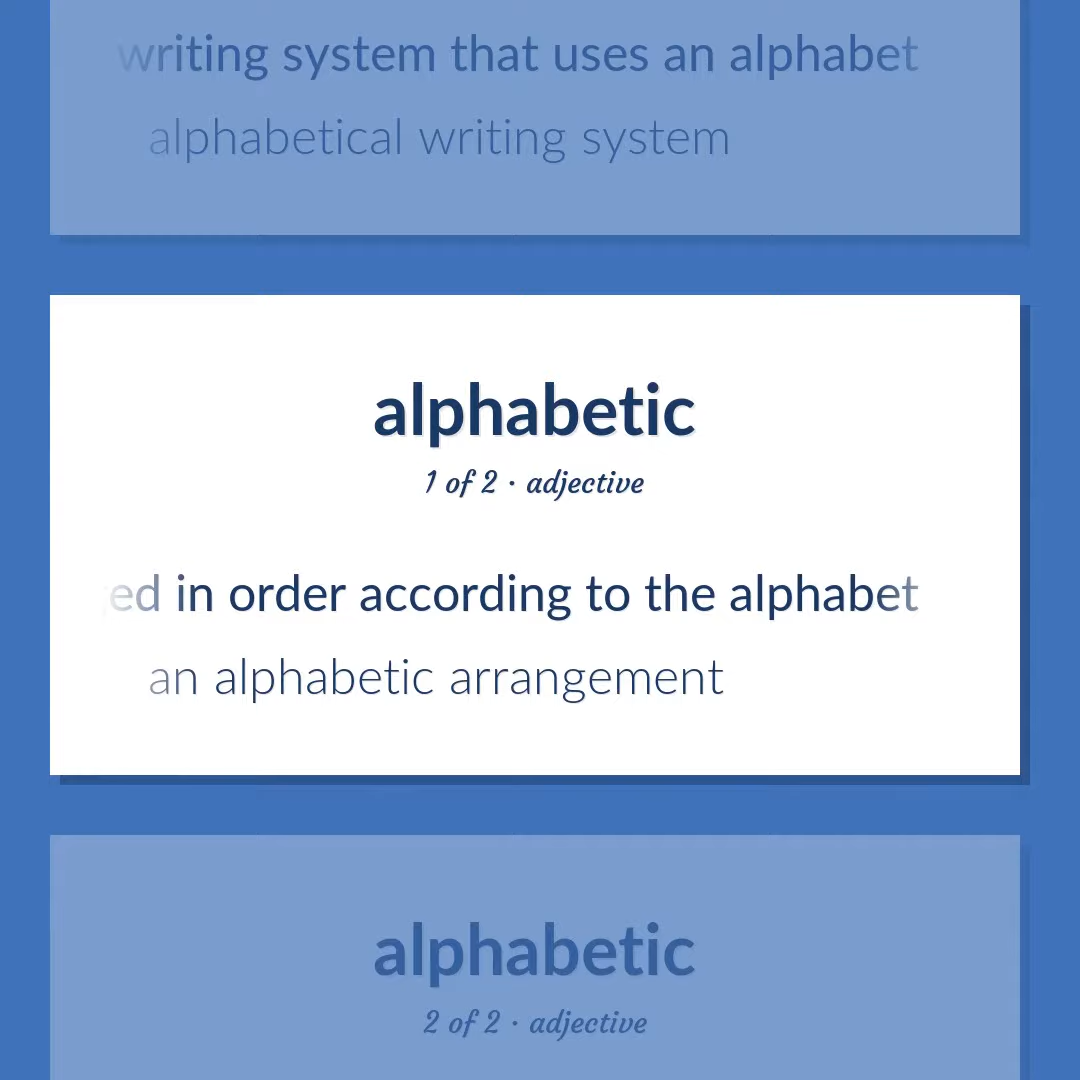 writing system that uses an alphabet
alphabetical writing system
alphabetic
1 of 2 · adjective
ed in order according to the alphabet
an alphabetic arrangement
alphabetic
2 of 2 · adjective